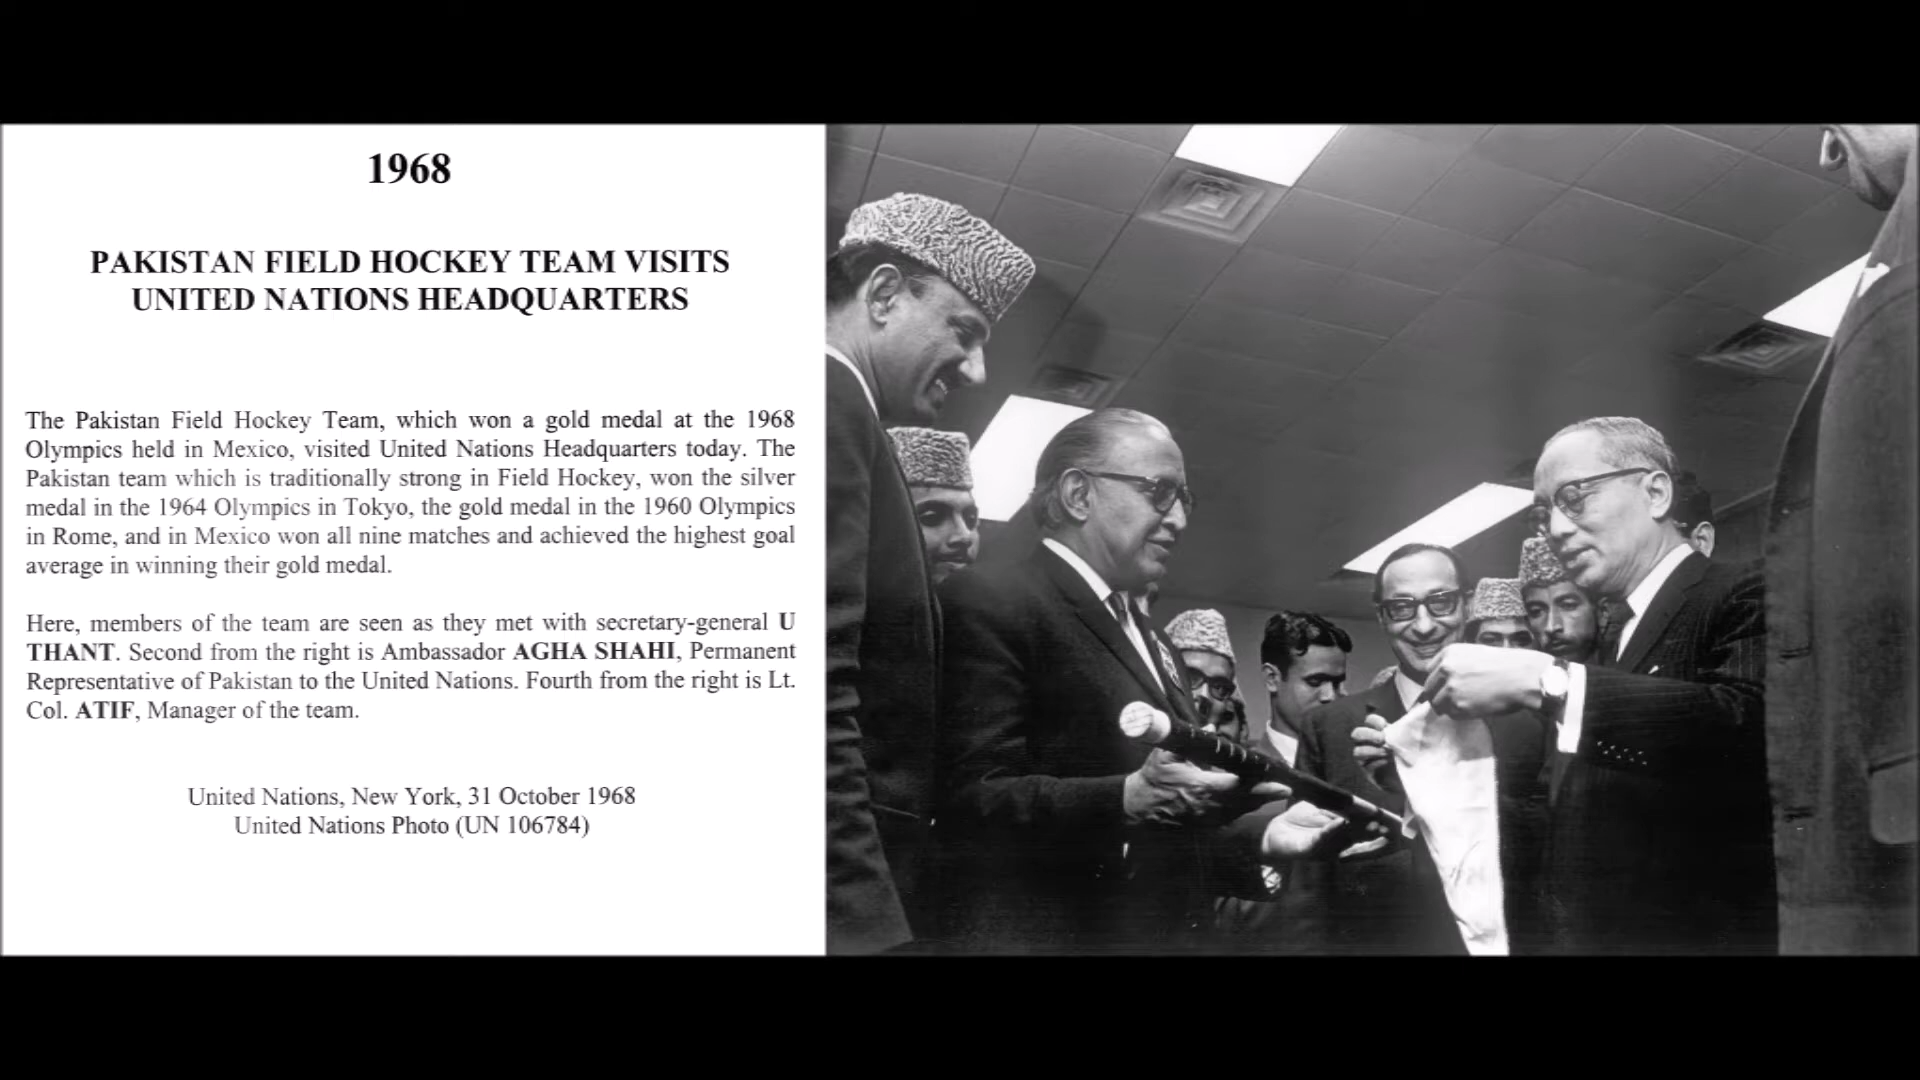 1968
PAKISTAN FIELD HOCKEY TEAM VISITS
UNITED NATIONS HEADQUARTERS
The Pakistan Field Hockey Team, which won a gold medal at the 1968
Olympics held in Mexico, visited United Nations Headquarters today. The
Pakistan team which is traditionally strong in Field Hockey, won the silver
medal in the 1964 Olympics in Tokyo, the gold medal in the 1960 Olympics
in Rome, and in Mexico won all nine matches and achieved the highest goal
average in winning their gold medal.
Here, members of the team are seen as they met with secretary-general U
THANT. Second from the right is Ambassador AGHA SHAHI, Permanent
Representative of Pakistan to the United Nations. Fourth from the right is Lt.
Col. ATIF, Manager of the team.
United Nations, New York, 31 October 1968
United Nations Photo (UN 106784)